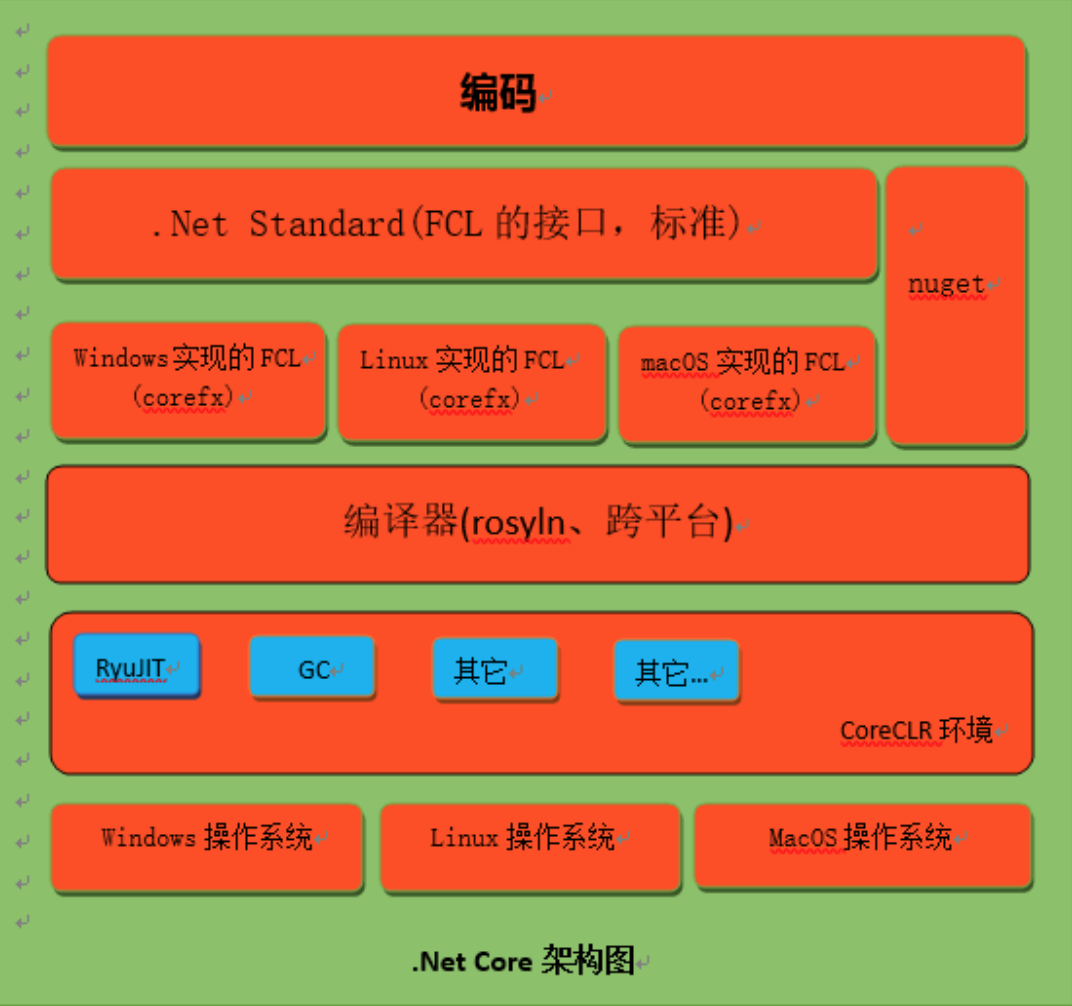 编码
.Net Standard(FCL 的接口，标准)
nuget
Windows 实现的 FCL
(corefx)
Linux 实现的 FCL
(corefx)
macOS 实现的 FCL
(corefx)
编译器(rosyln、跨平台)
RyuJIT
GC
其它
其它...
CoreCLR 环境
Windows 操作系统
Linux 操作系统
MacOS 操作系统
.Net Core 架构图